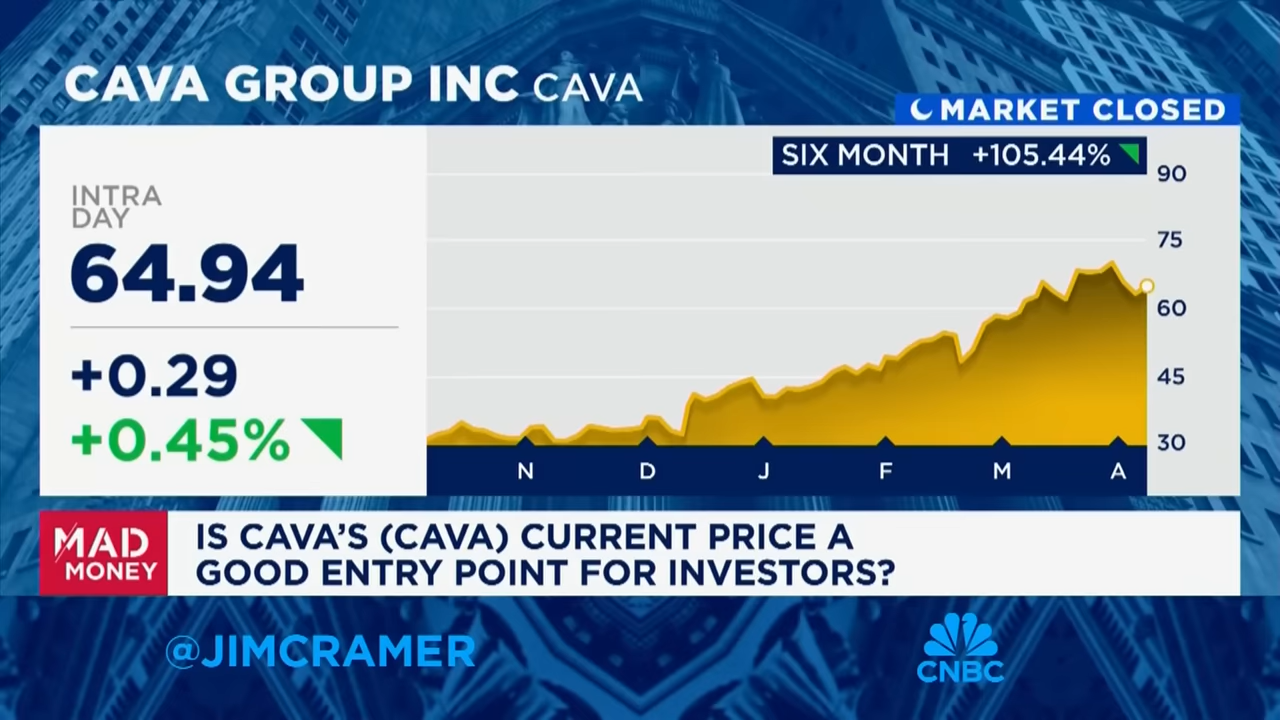 CAVA GROUP INC CAVA
MARKET CLOSED
INTRA
DAY
64.94
+0.29
+0.45%
SIX MONTH +105.44%
90
75
60
45
30
N D J F M A
MAD
MONEY
IS CAVA'S (CAVA) CURRENT PRICE A
GOOD ENTRY POINT FOR INVESTORS?
@JIMCRAMER
CNBC